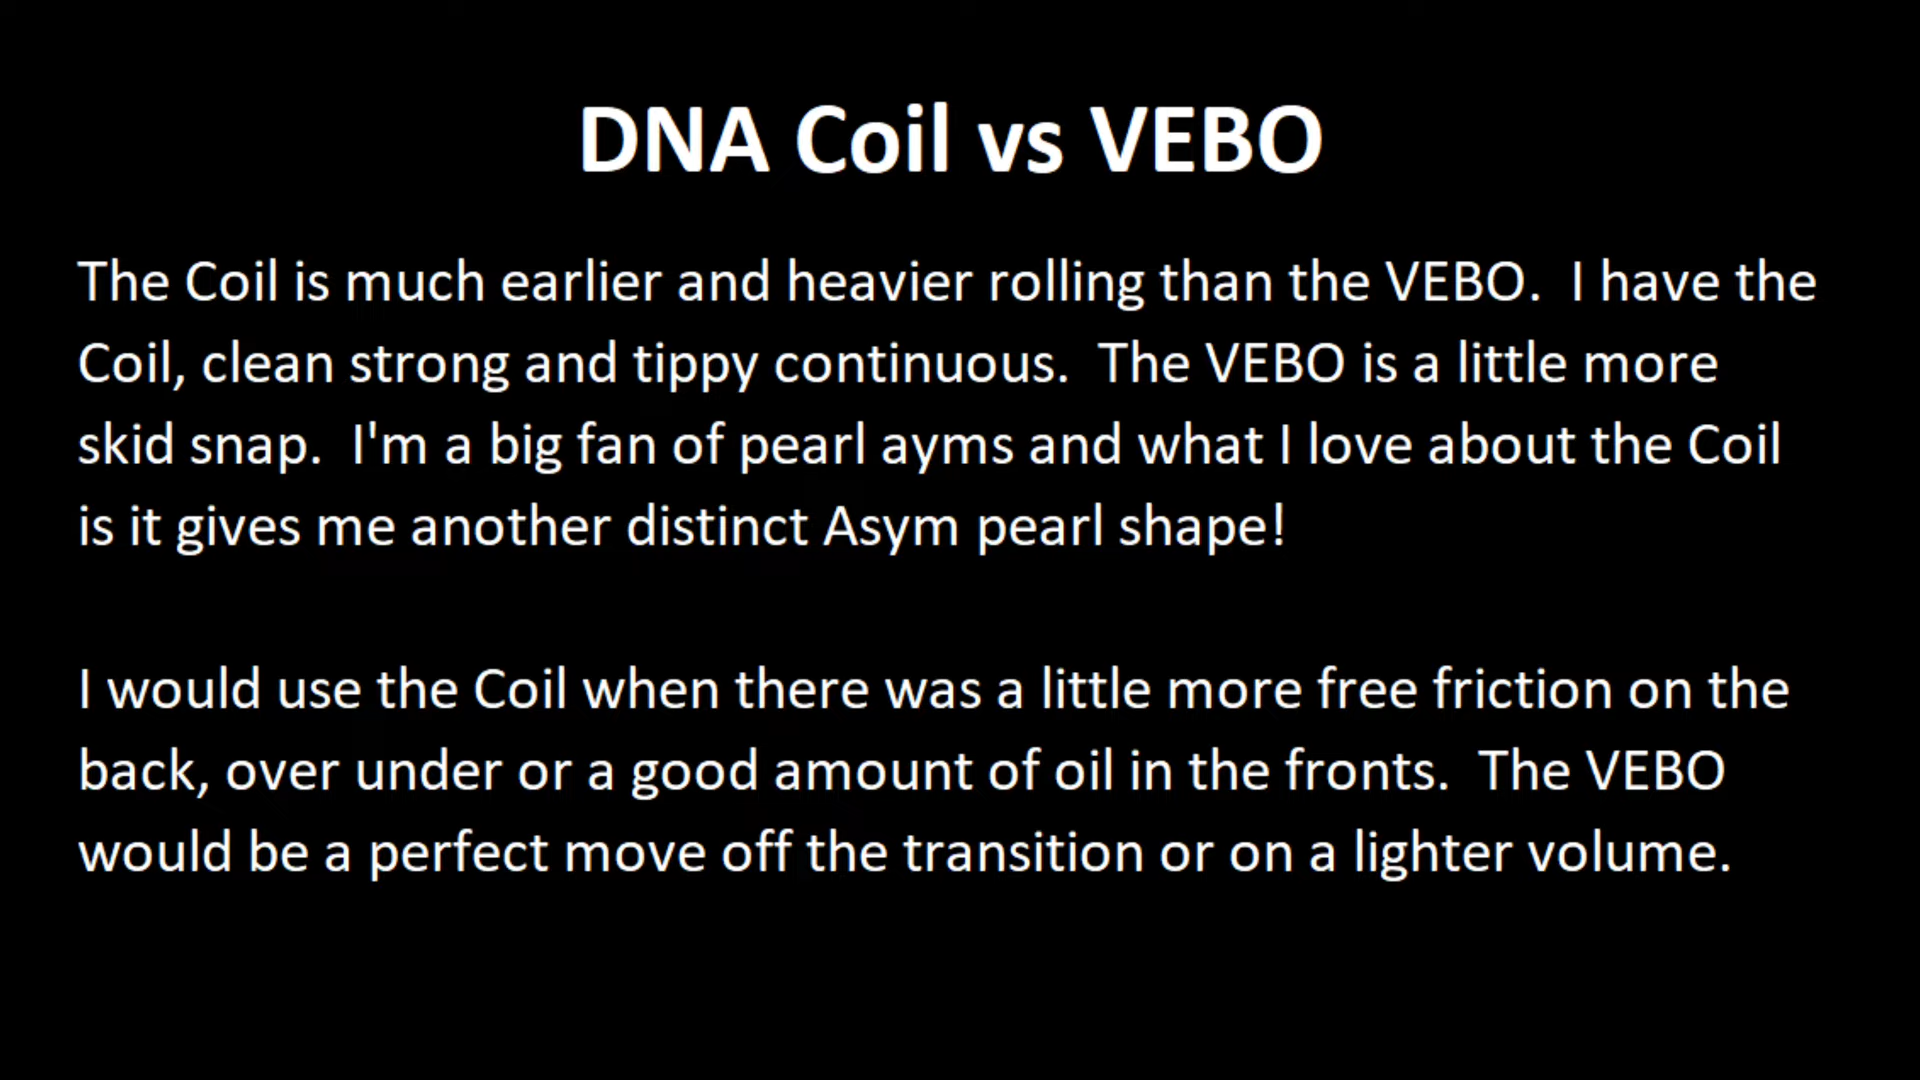 DNA Coil vs VEBO
The Coil is much earlier and heavier rolling than the VEBO.  I have the
Coil, clean strong and tippy continuous.  The VEBO is a little more
skid snap.  I'm a big fan of pearl ayms and what I love about the Coil
is it gives me another distinct Asym pearl shape!
I would use the Coil when there was a little more free friction on the
back, over under or a good amount of oil in the fronts.  The VEBO
would be a perfect move off the transition or on a lighter volume.